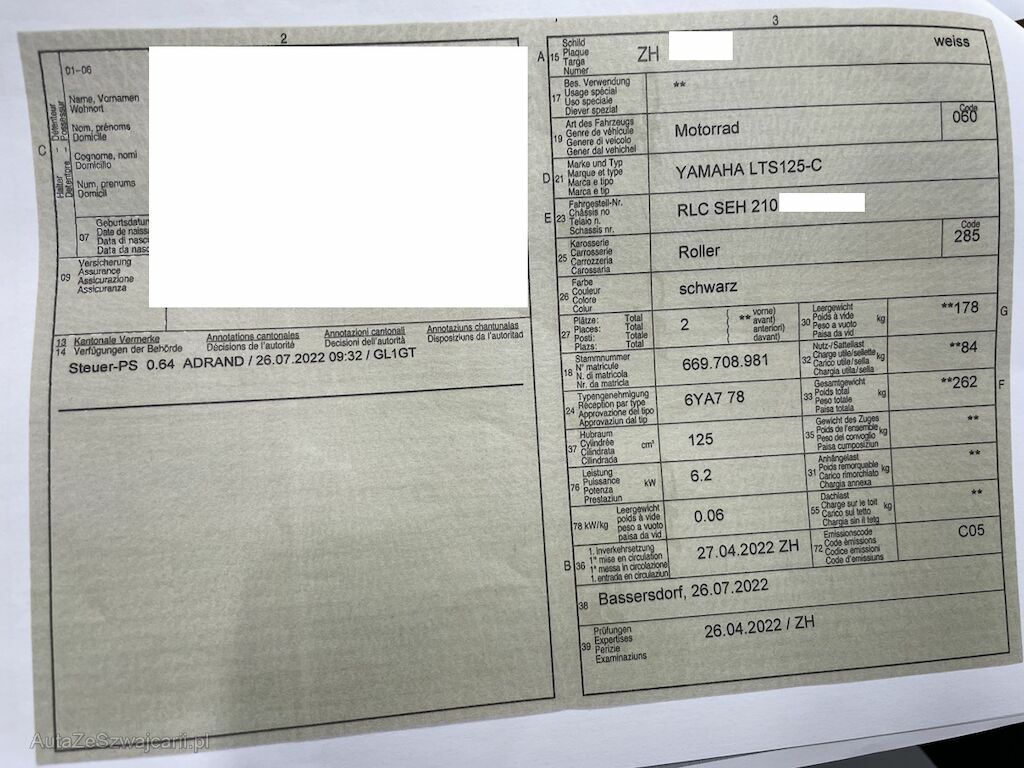 2
01-06
Name, Vornamen
Wohnort
Nom, prénoms
Domicile
Cognome, nomi
Domicilio
Num, prenums
Domicil
C
Halter – Détenteur
Detentore – Possessur
07
Geburtsdatum
Date de naiss
Data di nasc
Data da nasc
09
Versicherung
Assurance
Assicurazione
Assicuranza
13 Kantonale Vermerke
14 Verfügungen der Behörde
Annotations cantonales
Décisions de l'autorité
Annotazioni cantonali
Decisioni dell'autorità
Annotaziuns chantunalas
Disposiziuns da l'autoritad
Steuer-PS 0.64 ADRAND / 26.07.2022 09:32 / GL1GT
3
A 15
Schild
Plaque
Targa
Numer
ZH
weiss
17
Bes. Verwendung
Usage spécial
Uso speciale
Diever spezial
**
19
Art des Fahrzeugs
Genre de véhicule
Genere di veicolo
Gener dal vehichel
Motorrad
Code
060
D 21
Marke und Typ
Marque et type
Marca e tipo
Marca e tip
YAMAHA LTS125-C
E 23
Fahrgestell-Nr.
Châssis no
Telaio n.
Schassis nr.
RLC SEH 210
25
Karosserie
Carrosserie
Carrozzeria
Carossaria
Roller
Code
285
26
Farbe
Couleur
Colore
Colur
schwarz
27
Plätze: Total
Places: Total
Posti: Totale
Plazs: Total
2
** vorne)
avant)
anteriori)
davant)
30
Leergewicht
Poids à vide
Peso a vuoto
Paisa da vid
kg
**178
G
18
Stammnummer
N° matricule
N. di matricola
Nr. da matricla
669.708.981
32
Nutz-/Sattellast
Charge utile/sellette
Carico utile/sella
Chargia utila/sella
kg
**84
24
Typengenehmigung
Réception par type
Approvazione del tipo
Approvaziun dal tip
6YA7 78
33
Gesamtgewicht
Poids total
Peso totale
Paisa totala
kg
**262
F
37
Hubraum
Cylindrée
Cilindrata
Cilindrada
cm³
125
35
Gewicht des Zuges
Poids de l'ensemble
Peso del convoglio
Paisa cumposiziun
kg
**
76
Leistung
Puissance
Potenza
Prestaziun
kW
6.2
31
Anhängelast
Poids remorquable
Carico rimorchiato
Chargia annexa
kg
**
78 kW/kg
Leergewicht
poids à vide
peso a vuoto
paisa da vid
0.06
55
Dachlast
Charge sur le toit
Carico sul tetto
Chargia sin il tetg
kg
**
B 36
1. Inverkehrsetzung
1re mise en circulation
1a messa in circolazione
1. entrada en circulaziun
27.04.2022 ZH
72
Emissionscode
Code émissions
Codice emissioni
Code d'emissiuns
C05
38
Bassersdorf, 26.07.2022
39
Prüfungen
Expertises
Perizie
Examinaziuns
26.04.2022 / ZH
AutaZeSzwajcarii.pl